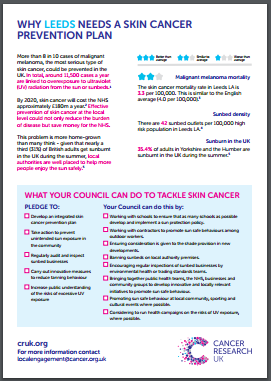 WHY LEEDS NEEDS A SKIN CANCER
PREVENTION PLAN
More than 8 in 10 cases of malignant
melanoma, the most serious type of
skin cancer, could be prevented in the
UK. In total, around 11,500 cases a year
are linked to overexposure to ultraviolet
(UV) radiation from the sun or sunbeds.
By 2020, skin cancer will cost the NHS
approximately £180m a year. Effective
prevention of skin cancer at the local
level could not only reduce the burden
of disease but save money for the NHS.
This problem is more home-grown
than many think - given that nearly a
third (31%) of British adults get sunburn
in the UK during the summer, local
authorities are well placed to help more
people enjoy the sun safely.
Better than
average
Similar to
average
Worse than
average
Malignant melanoma mortality
The skin cancer mortality rate in Leeds LA is
3.3 per 100,000. This is similar to the English
average (4.0 per 100,000).
Sunbed density
There are 42 sunbed outlets per 100,000 high
risk population in Leeds LA.
Sunburn in the UK
35.4% of adults in Yorkshire and the Humber are
sunburnt in the UK during the summer.
WHAT YOUR COUNCIL CAN DO TO TACKLE SKIN CANCER
PLEDGE TO:
Develop an integrated skin
cancer prevention plan
Take action to prevent
unintended sun exposure in
the community
Regularly audit and inspect
sunbed businesses
Carry out innovative measures
to reduce tanning behaviour
Increase public understanding
of the risks of excessive UV
exposure
Your Council can do this by:
Working with schools to ensure that as many schools as possible
develop and implement a sun protection policy.
Working with contractors to promote sun safe behaviours among
outdoor workers.
Ensuring consideration is given to the shade provision in new
developments.
Banning sunbeds on local authority premises.
Encouraging regular inspections of sunbed businesses by
environmental health or trading standards teams.
Bringing together public health teams, the NHS, businesses and
community groups to develop innovative and locally relevant
initiatives to promote sun safe behaviour.
Promoting sun safe behaviour at local community, sporting and
cultural events where possible.
Considering to run health campaigns on the risks of UV exposure,
where possible.
cruk.org
For more information contact
localengagement@cancer.org.uk
CANCER
RESEARCH
UK